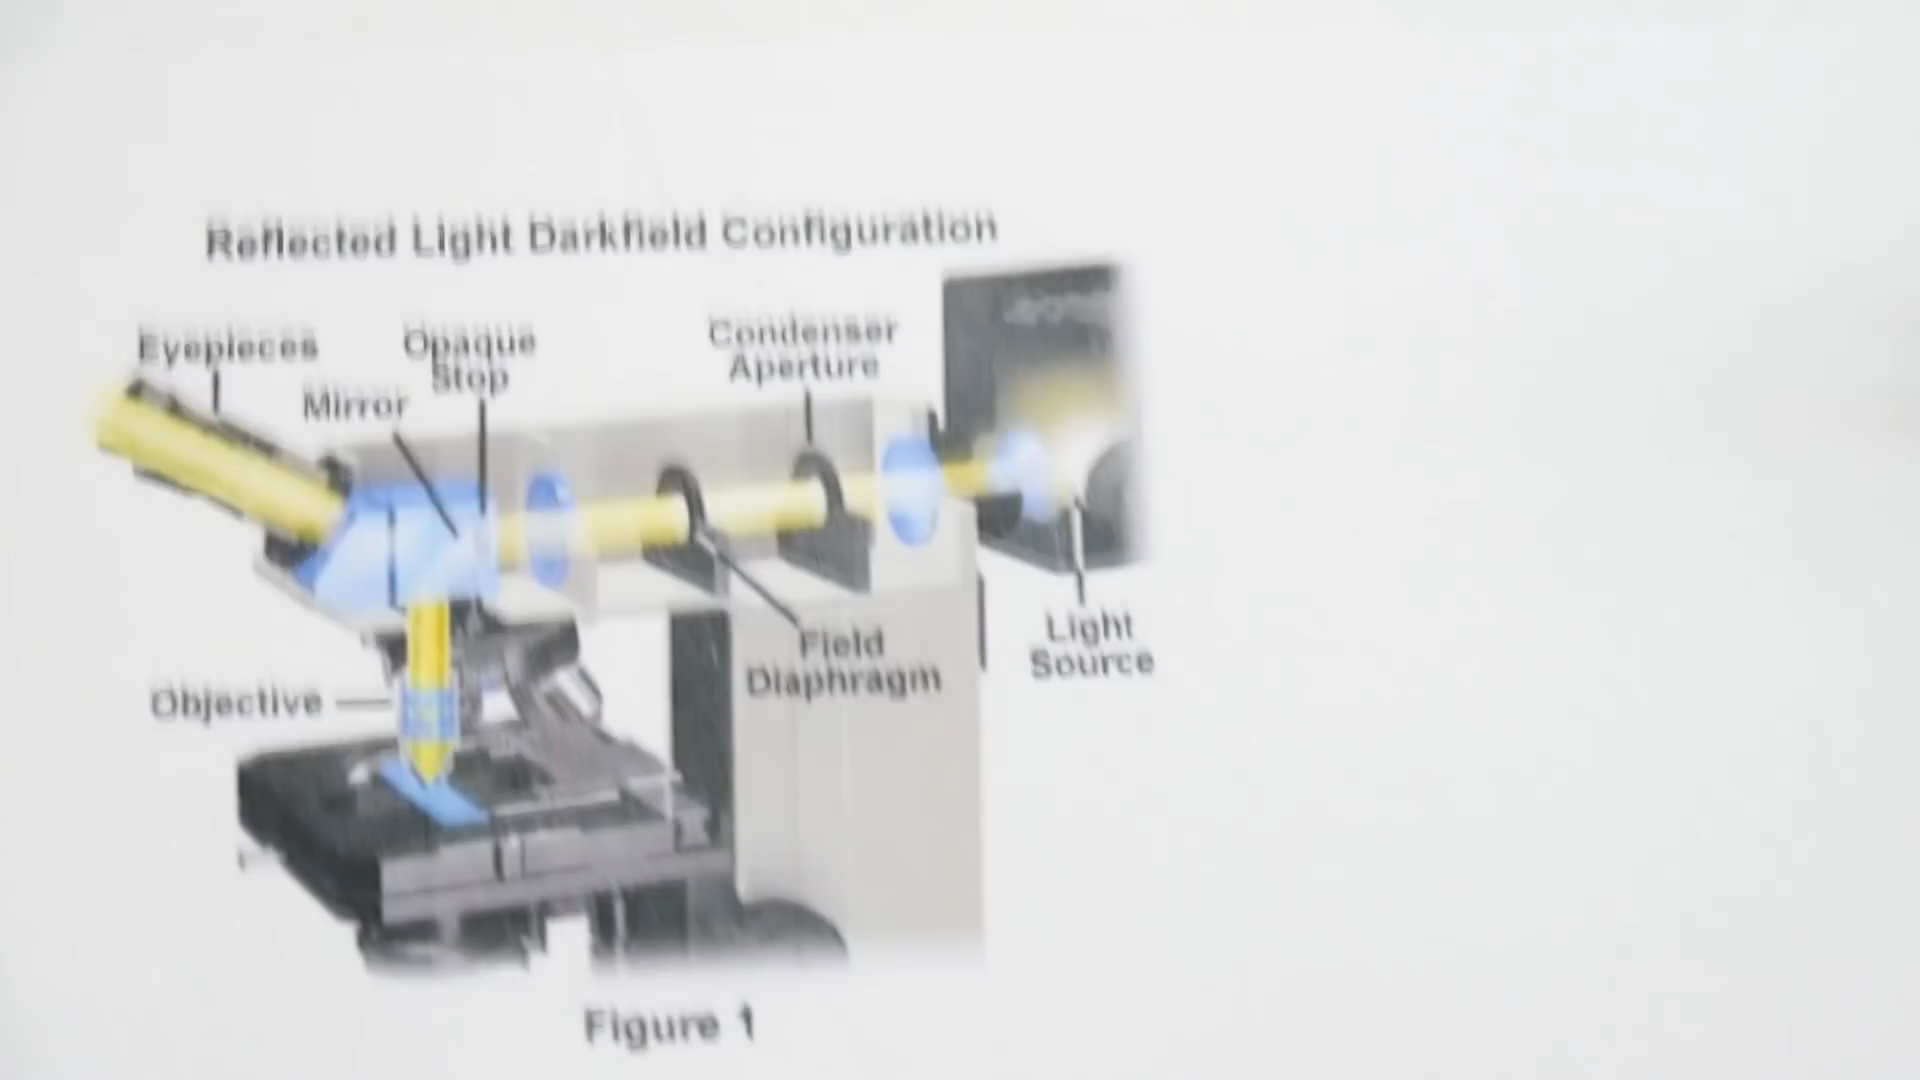 Reflected Light Darkfield Configuration
Eyepieces
Opaque
Stop
Mirror
Condenser
Aperture
Field
Diaphragm
Light
Source
Objective
Figure 1